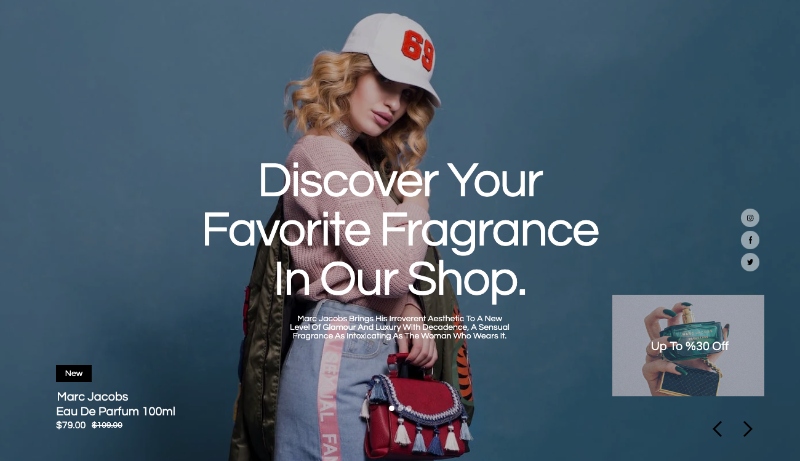 69
Discover Your
Favorite Fragrance
In Our Shop.
Marc Jacobs Brings His Irreverent Aesthetic To A New
Level Of Glamour And Luxury With Decadence, A Sensual
Fragrance As Intoxicating As The Woman Who Wears It.
Up To %30 Off
New
Marc Jacobs
Eau De Parfum 100ml
$79.00 $109.00